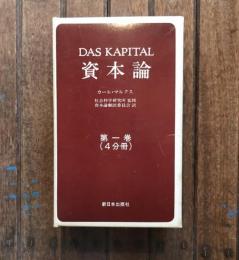 DAS KAPITAL
資本論
カール・マルクス
社会科学研究所 監修
資本論翻訳委員会 訳
第一巻
(4分冊)
新日本出版社